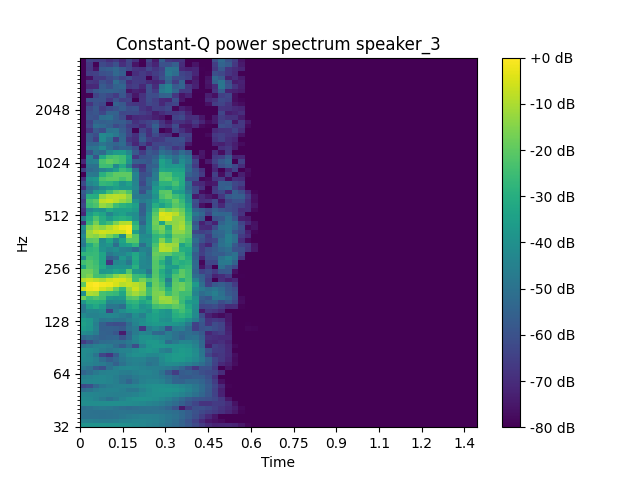 Constant-Q power spectrum speaker_3
Hz
2048
1024
512
256
128
64
32
0 0.15 0.3 0.45 0.6 0.75 0.9 1.1 1.2 1.4
Time
+0 dB
-10 dB
-20 dB
-30 dB
-40 dB
-50 dB
-60 dB
-70 dB
-80 dB